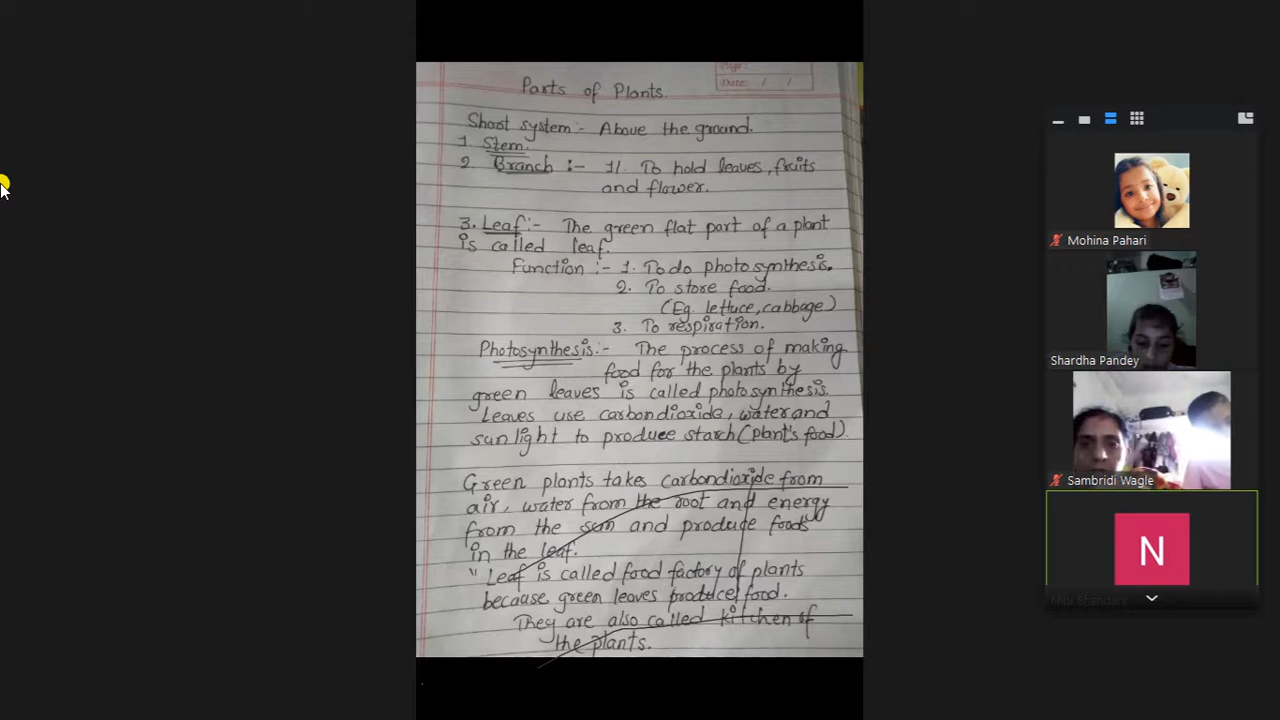 Page:
Date: / /
Parts of Plants.
Shoot system:- Above the ground.
1 Stem.
2 Branch :- 1). To hold leaves, fruits
and flower.
3. Leaf:- The green flat part of a plant
is called leaf.
Function :- 1. To do photosynthesis.
2. To store food.
(Eg. lettuce, cabbage)
3. To respiration.
Photosynthesis:- The process of making
food for the plants by
green leaves is called photosynthesis.
Leaves use carbondioxide, water and
sunlight to produce starch (plant's food).
Green plants takes carbondioxide from
air, water from the root and energy
from the sun and produce foods
in the leaf.
" Leaf is called food factory of plants
because green leaves produce food.
They are also called kitchen of
the plants.
Mohina Pahari
Shardha Pandey
Sambridi Wagle
N
Niru Bhandari